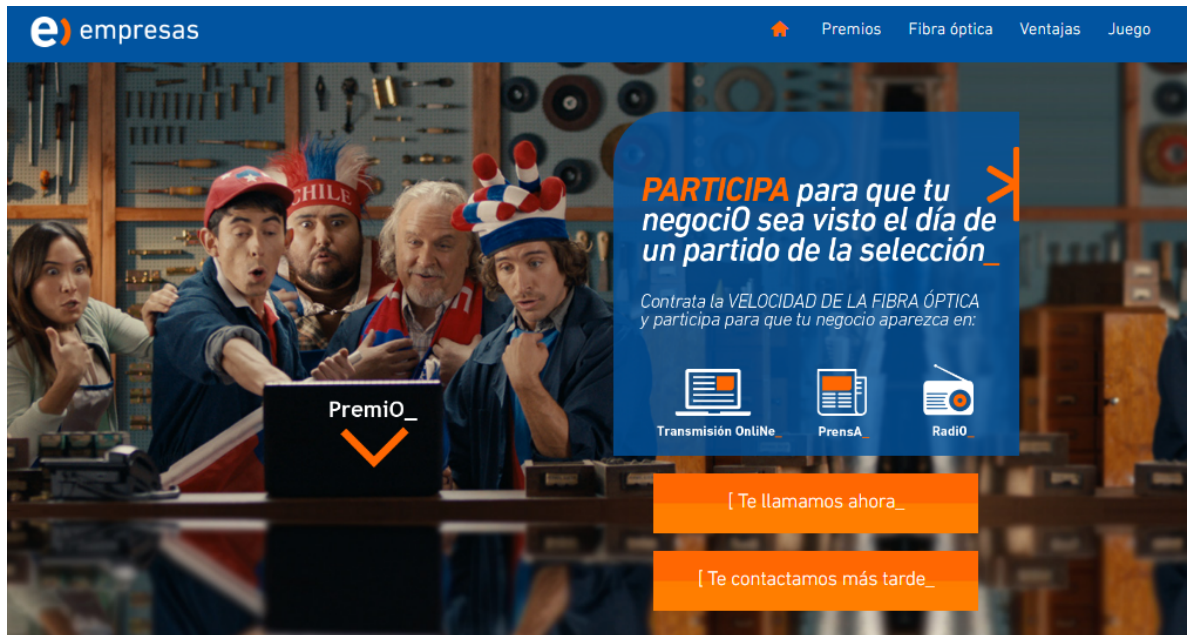 e) empresas
Premios
Fibra óptica
Ventajas
Juego
CHILE
PARTICIPA para que tu
negociO sea visto el día de
un partido de la selección_
Contrata la VELOCIDAD DE LA FIBRA ÓPTICA
y participa para que tu negocio aparezca en:
Transmisión OnliNe_
PrensA_
RadiO_
PremiO_
[ Te llamamos ahora_
[ Te contactamos más tarde_